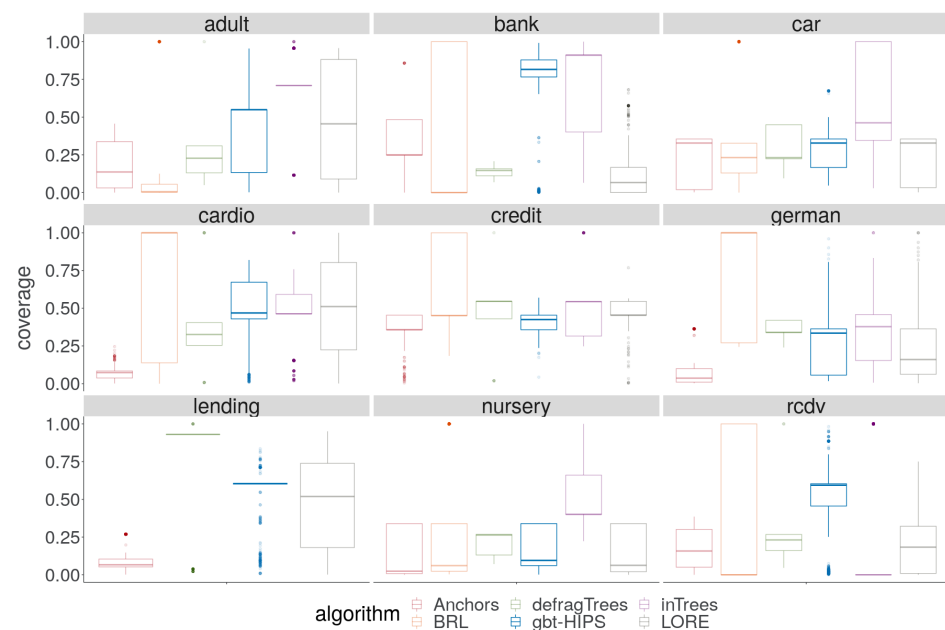 adult bank car
1.00
0.75
0.50
0.25
0.00
cardio credit german
1.00
0.75
0.50
0.25
0.00
coverage
lending nursery rcdv
1.00
0.75
0.50
0.25
0.00
algorithm
Anchors defragTrees inTrees
BRL gbt-HIPS LORE